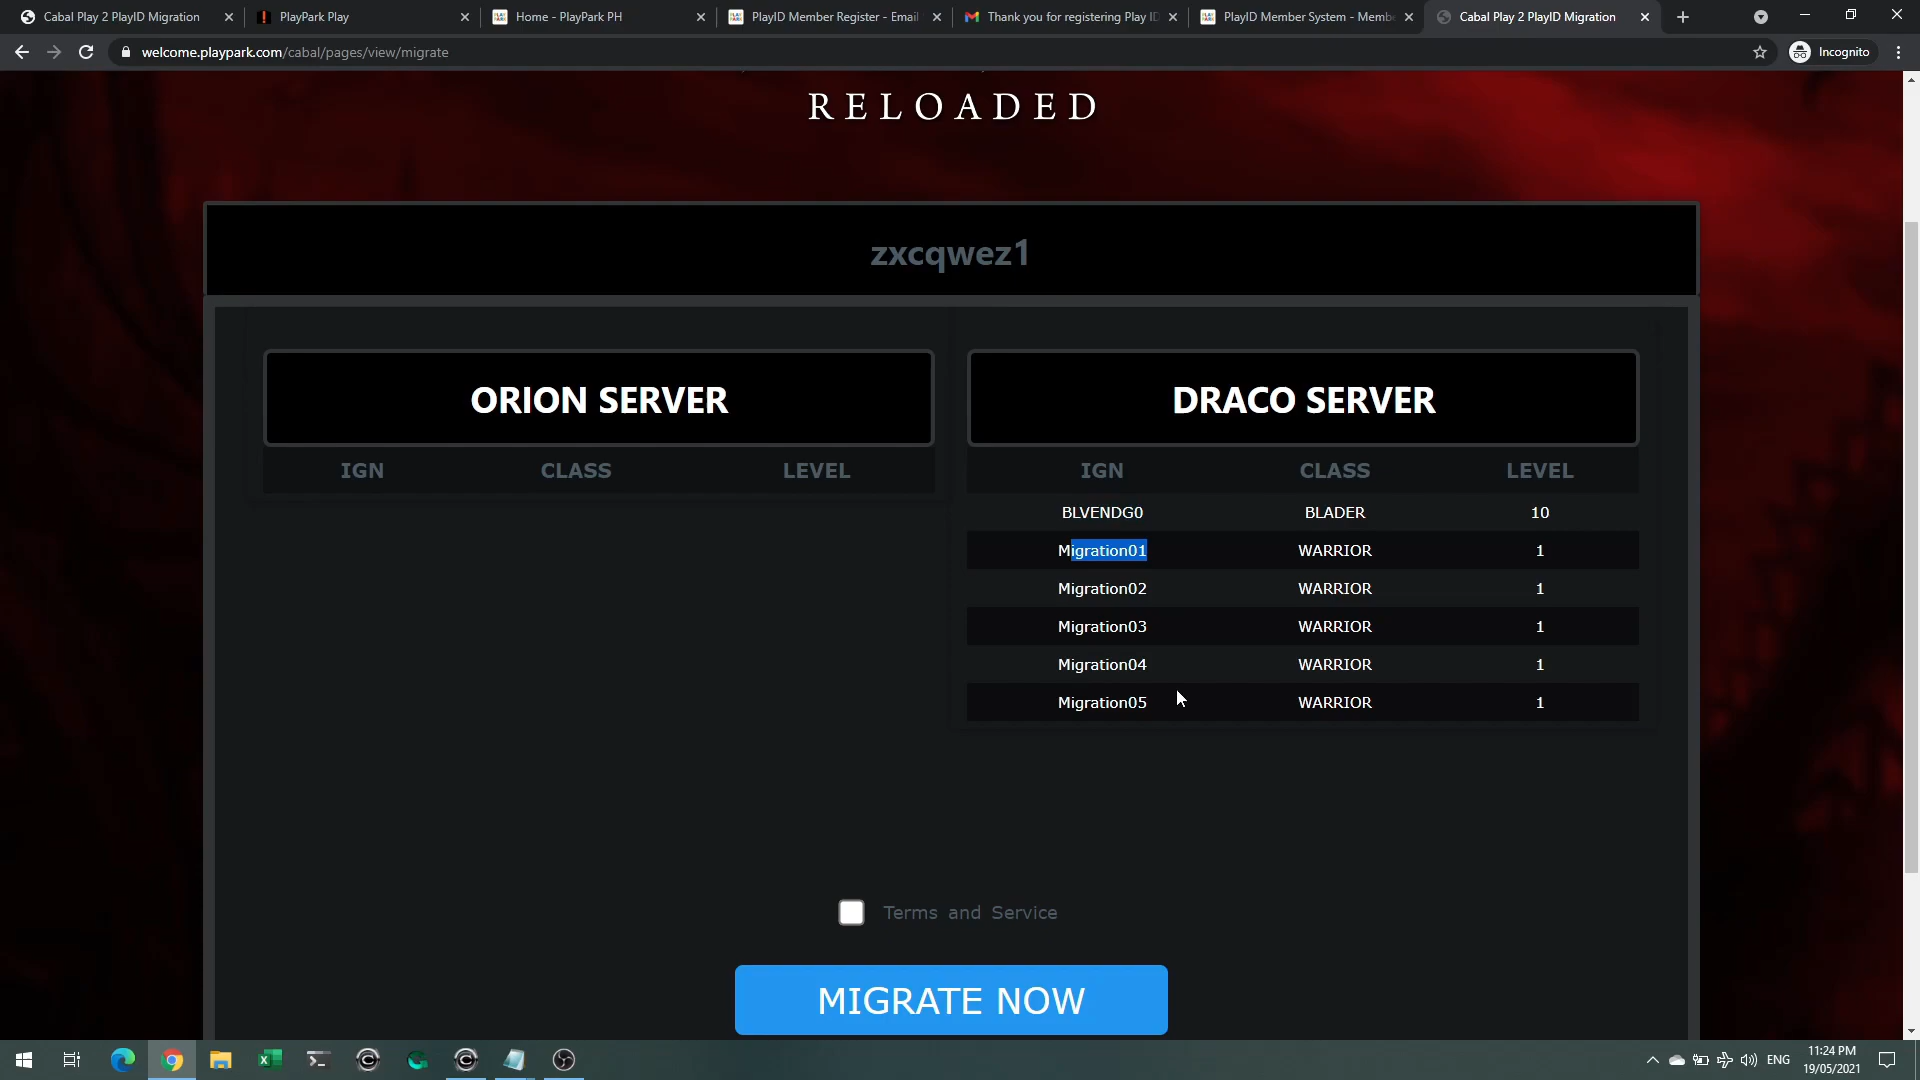 Cabal Play 2 PlayID Migration
PlayPark Play
Home - PlayPark PH
PlayID Member Register - Email
Thank you for registering Play ID
PlayID Member System - Membe
Cabal Play 2 PlayID Migration
welcome.playpark.com/cabal/pages/view/migrate
Incognito
RELOADED
zxcqwez1
ORION SERVER
IGN CLASS LEVEL
DRACO SERVER
IGN CLASS LEVEL
BLVENDG0 BLADER 10
Migration01 WARRIOR 1
Migration02 WARRIOR 1
Migration03 WARRIOR 1
Migration04 WARRIOR 1
Migration05 WARRIOR 1
Terms and Service
MIGRATE NOW
ENG
11:24 PM
19/05/2021